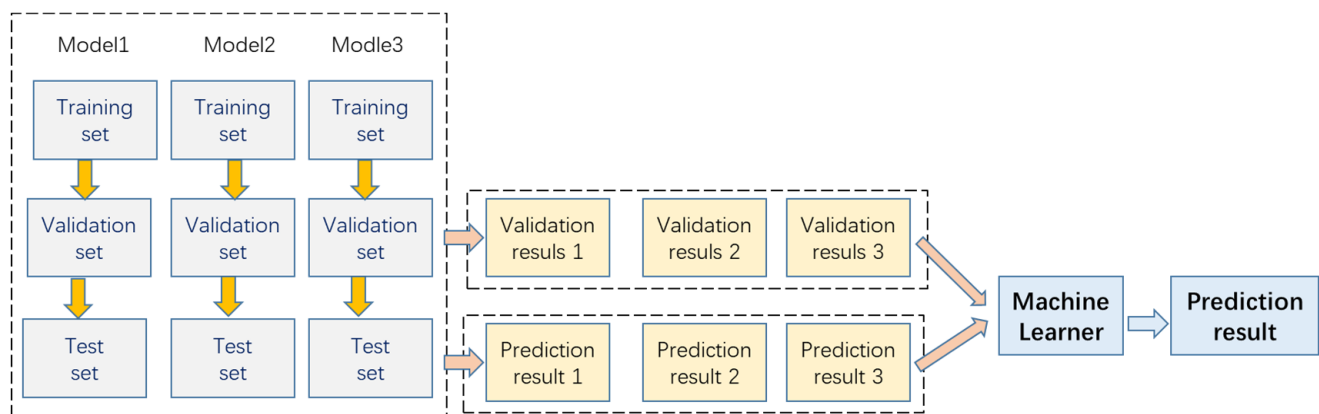 Model1
Model2
Modle3
Training
set
Training
set
Training
set
Validation
set
Validation
set
Validation
set
Test
set
Test
set
Test
set
Validation
resuls 1
Validation
resuls 2
Validation
resuls 3
Prediction
result 1
Prediction
result 2
Prediction
result 3
Machine
Learner
Prediction
result